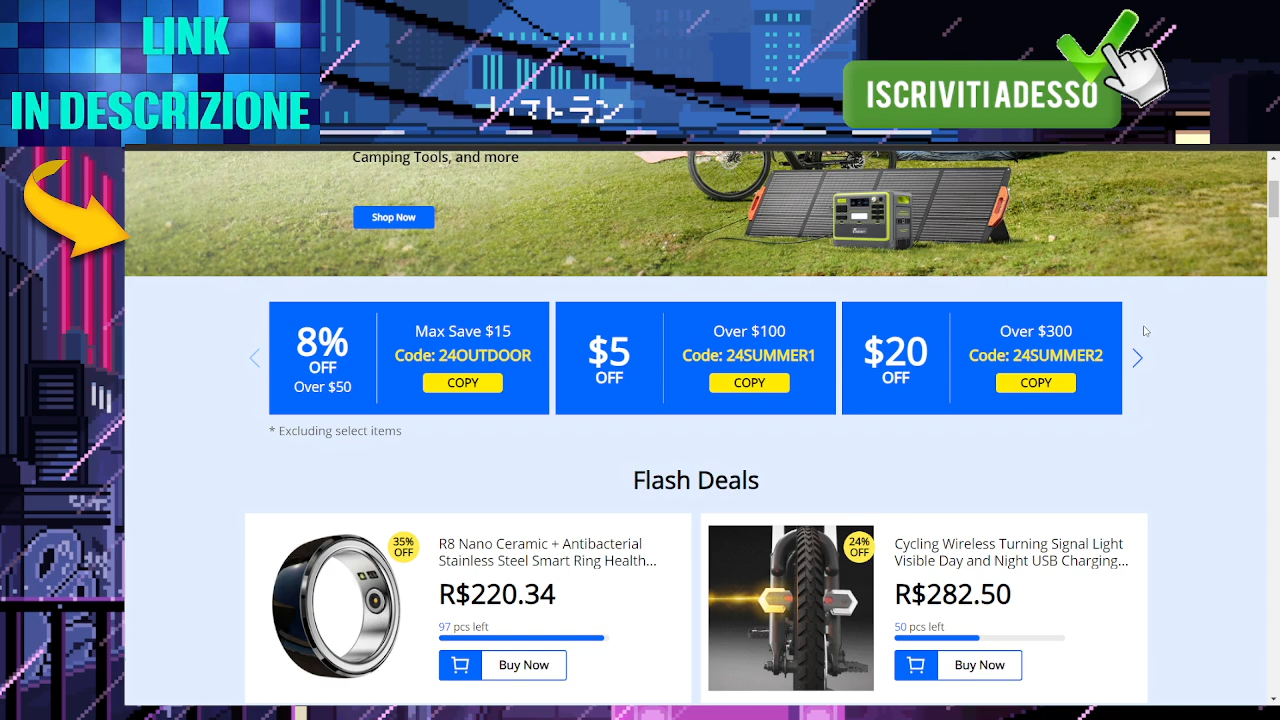 LINK
IN DESCRIZIONE
レストラン
ISCRIVITI ADESSO
Camping Tools, and more
Shop Now
8%
OFF
Over $50
Max Save $15
Code: 24OUTDOOR
COPY
$5
OFF
Over $100
Code: 24SUMMER1
COPY
$20
OFF
Over $300
Code: 24SUMMER2
COPY
* Excluding select items
Flash Deals
35%
OFF
R8 Nano Ceramic + Antibacterial
Stainless Steel Smart Ring Health...
R$220.34
97 pcs left
Buy Now
24%
OFF
Cycling Wireless Turning Signal Light
Visible Day and Night USB Charging...
R$282.50
50 pcs left
Buy Now